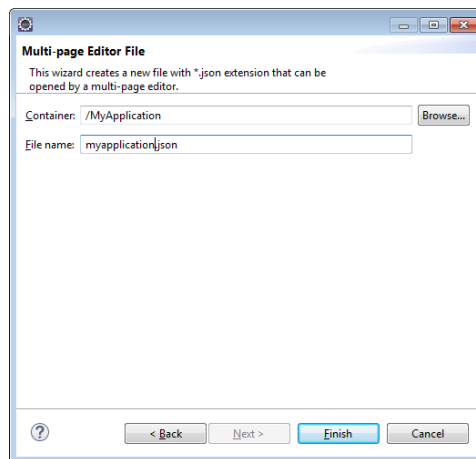 Multi-page Editor File
This wizard creates a new file with *.json extension that can be
opened by a multi-page editor.
Container: /MyApplication Browse...
File name: myapplication.json
? < Back Next > Finish Cancel